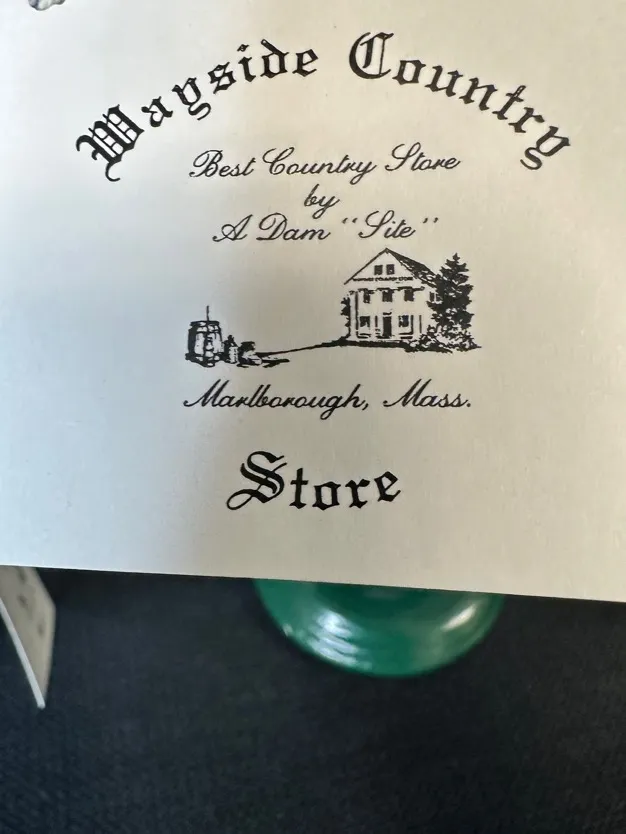 Wayside Country
Best Country Store
by
A Dam "Site"
Marlborough, Mass.
Store